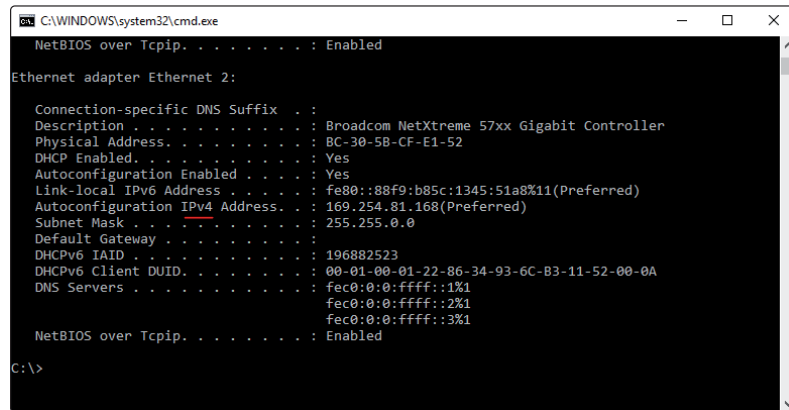 C:\WINDOWS\system32\cmd.exe
NetBIOS over Tcpip. . . . . . . . : Enabled
Ethernet adapter Ethernet 2:
Connection-specific DNS Suffix . :
Description . . . . . . . . . . . : Broadcom NetXtreme 57xx Gigabit Controller
Physical Address. . . . . . . . . : BC-30-5B-CF-E1-52
DHCP Enabled. . . . . . . . . . . : Yes
Autoconfiguration Enabled . . . . : Yes
Link-local IPv6 Address . . . . . : fe80::88f9:b85c:1345:51a8%11(Preferred)
Autoconfiguration IPv4 Address. . : 169.254.81.168(Preferred)
Subnet Mask . . . . . . . . . . . : 255.255.0.0
Default Gateway . . . . . . . . . :
DHCPv6 IAID . . . . . . . . . . . : 196882523
DHCPv6 Client DUID. . . . . . . . : 00-01-00-01-22-86-34-93-6C-B3-11-52-00-0A
DNS Servers . . . . . . . . . . . : fec0:0:0:ffff::1%1
fec0:0:0:ffff::2%1
fec0:0:0:ffff::3%1
NetBIOS over Tcpip. . . . . . . . : Enabled
C:\>